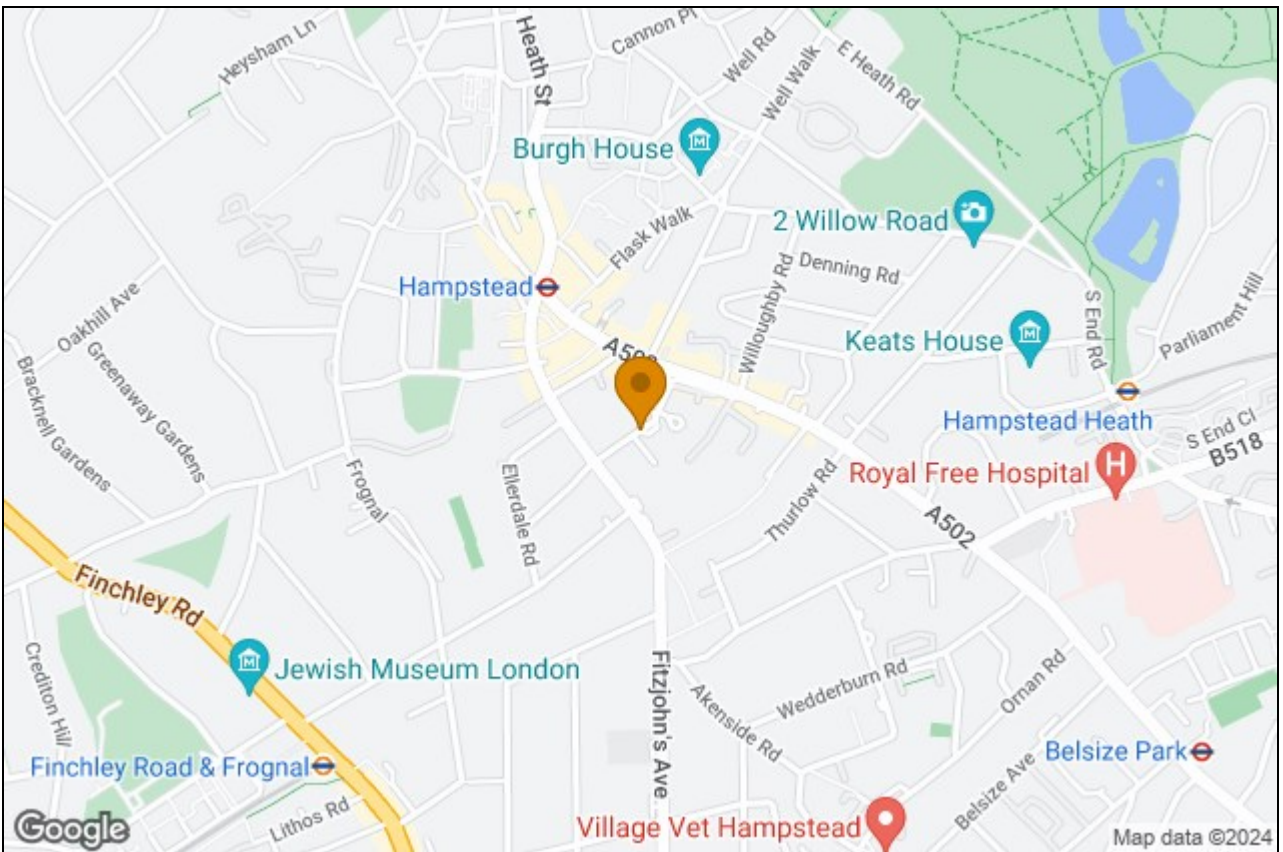 Heysham Ln
Heath St
Cannon Pl
Well Rd
Well Walk
E Heath Rd
Burgh House
2 Willow Road
Flask Walk
Denning Rd
Willoughby Rd
Hampstead
Oakhill Ave
Greenaway Gardens
Bracknell Gardens
S End Rd
Parliament Hill
Keats House
Hampstead Heath
S End Cl
B518
Royal Free Hospital
H
Frognal
Ellerdale Rd
Thurlow Rd
A502
Finchley Rd
Jewish Museum London
Crediton Hill
Fitzjohn's Ave
Akenside Rd
Wedderburn Rd
Ornan Rd
Belsize Park
Belsize Ave
Finchley Road & Frognal
Lithos Rd
Village Vet Hampstead
Google
Map data ©2024